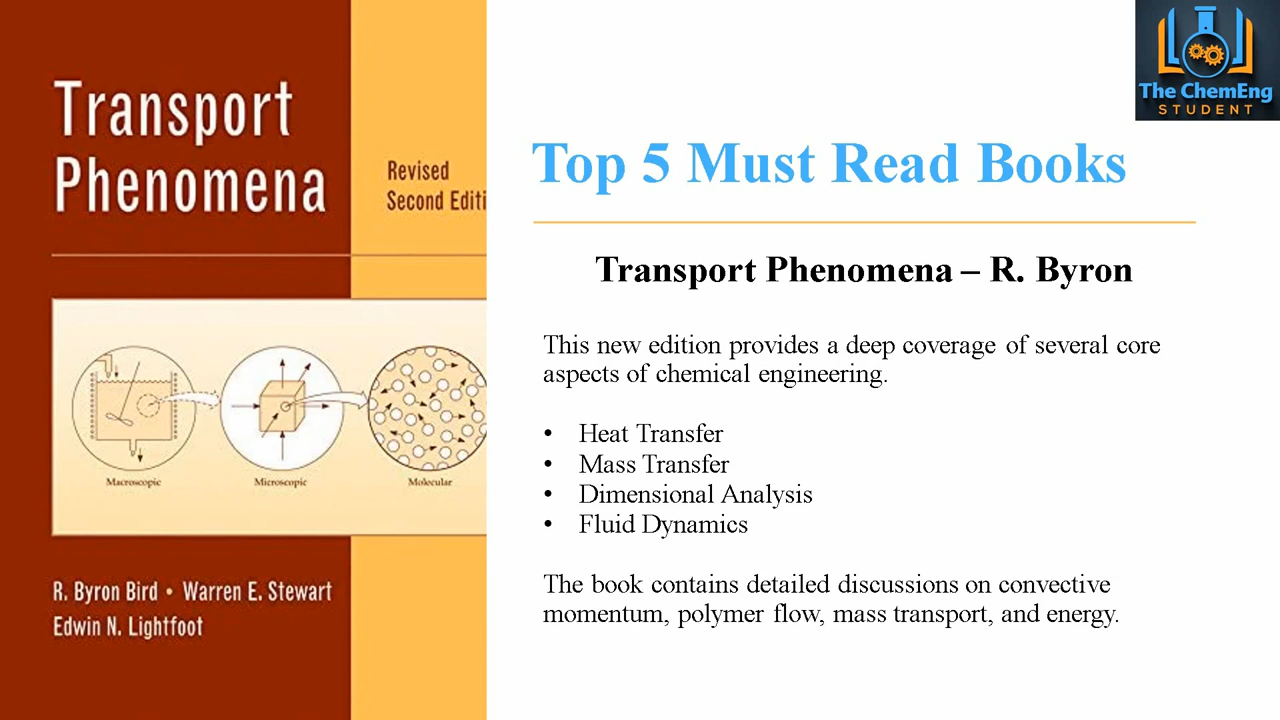 Transport
Phenomena
Revised
Second Editi
Macroscopic
Microscopic
Molecular
R. Byron Bird • Warren E. Stewart
Edwin N. Lightfoot
The ChemEng
STUDENT
Top 5 Must Read Books
Transport Phenomena – R. Byron
This new edition provides a deep coverage of several core
aspects of chemical engineering.
• Heat Transfer
• Mass Transfer
• Dimensional Analysis
• Fluid Dynamics
The book contains detailed discussions on convective
momentum, polymer flow, mass transport, and energy.